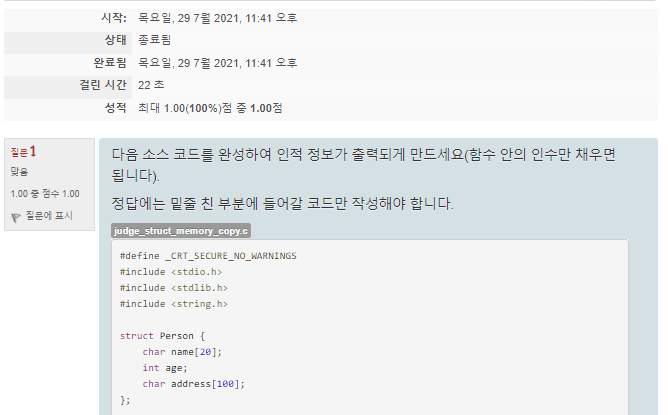 시작: 목요일, 29 7월 2021, 11:41 오후
상태 종료됨
완료됨 목요일, 29 7월 2021, 11:41 오후
걸린 시간 22 초
성적 최대 1.00(100%)점 중 1.00점
질문 1
맞음
1.00 중 점수 1.00
질문에 표시
다음 소스 코드를 완성하여 인적 정보가 출력되게 만드세요(함수 안의 인수만 채우면
됩니다).
정답에는 밑줄 친 부분에 들어갈 코드만 작성해야 합니다.
judge_struct_memory_copy.c
#define _CRT_SECURE_NO_WARNINGS
#include <stdio.h>
#include <stdlib.h>
#include <string.h>
struct Person {
    char name[20];
    int age;
    char address[100];
};